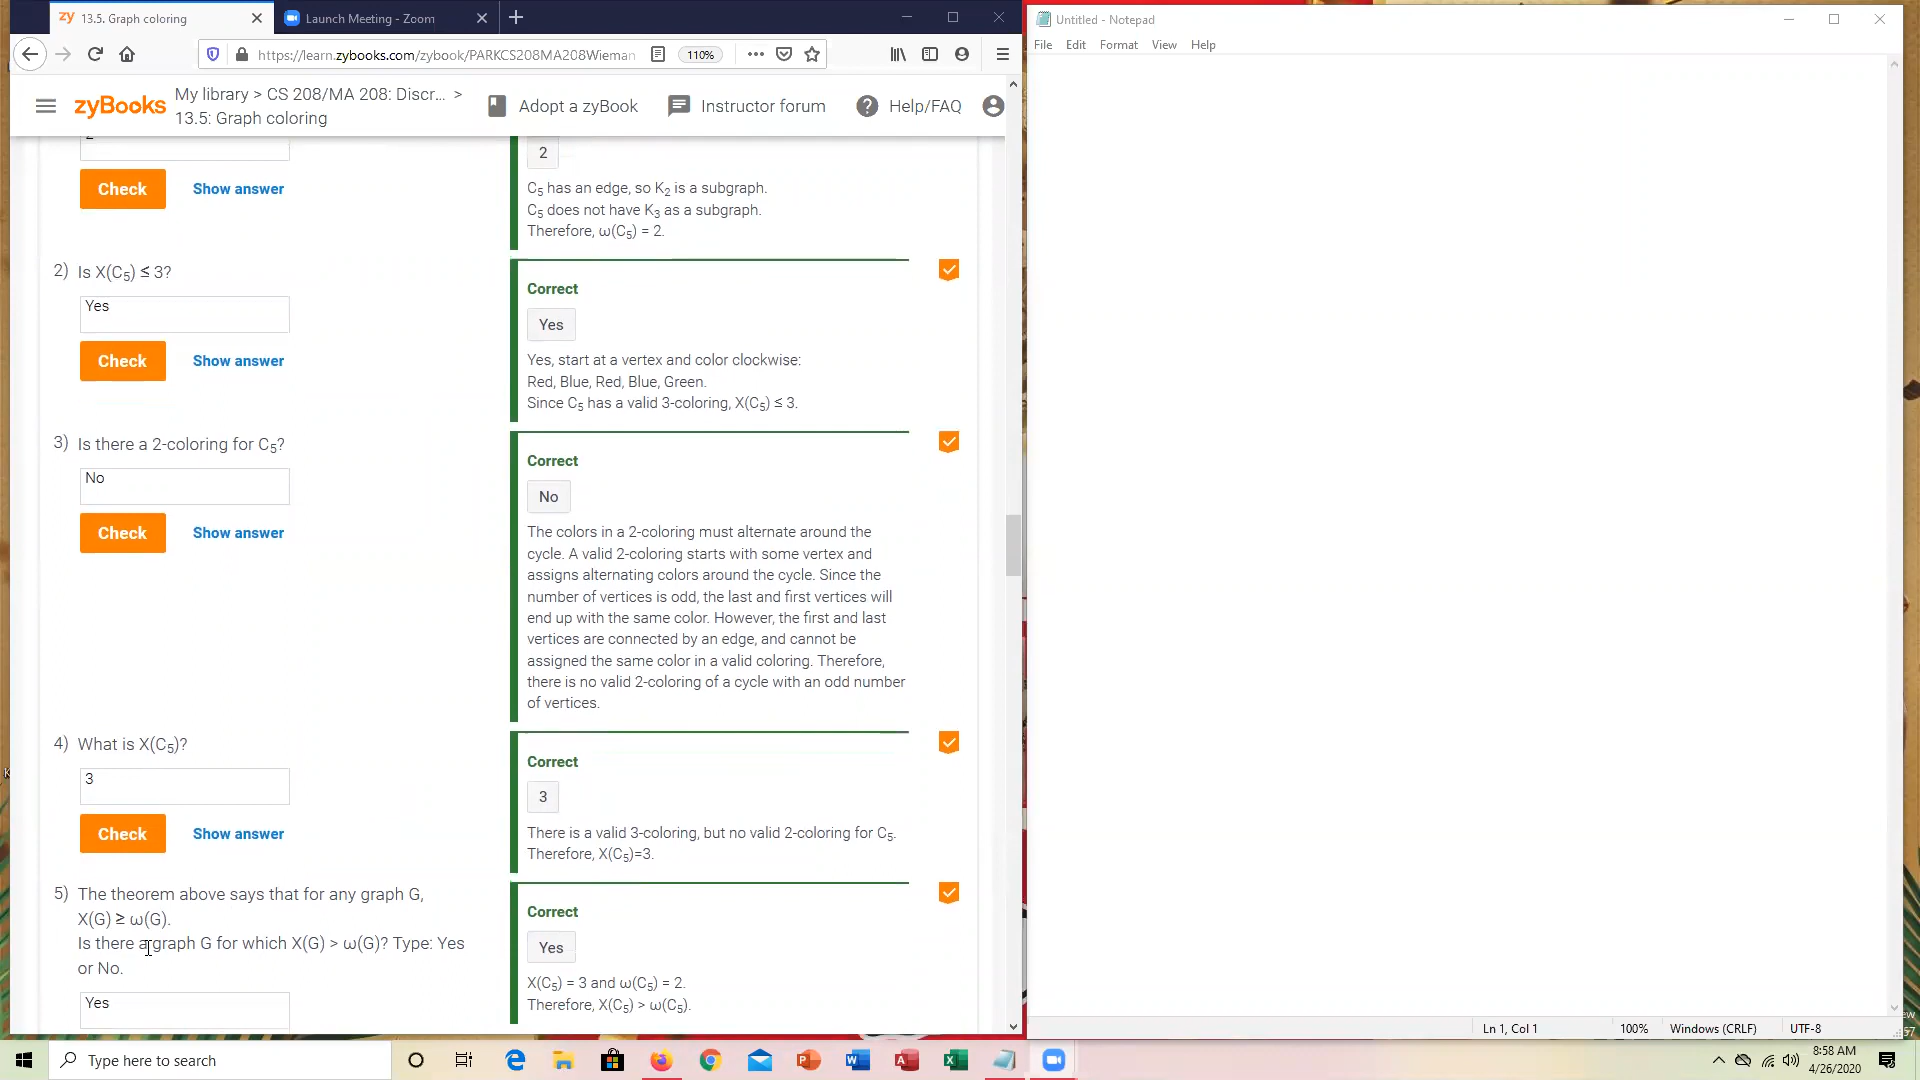 13.5. Graph coloring
Launch Meeting - Zoom
https://learn.zybooks.com/zybook/PARKCS208MA208Wieman
110%
zyBooks
My library > CS 208/MA 208: Discr... >
13.5: Graph coloring
Adopt a zyBook
Instructor forum
Help/FAQ
Check
Show answer
2
C5 has an edge, so K2 is a subgraph.
C5 does not have K3 as a subgraph.
Therefore, ω(C5) = 2.
2) Is X(C5) ≤ 3?
Yes
Check
Show answer
Correct
Yes
Yes, start at a vertex and color clockwise:
Red, Blue, Red, Blue, Green.
Since C5 has a valid 3-coloring, X(C5) ≤ 3.
3) Is there a 2-coloring for C5?
No
Check
Show answer
Correct
No
The colors in a 2-coloring must alternate around the
cycle. A valid 2-coloring starts with some vertex and
assigns alternating colors around the cycle. Since the
number of vertices is odd, the last and first vertices will
end up with the same color. However, the first and last
vertices are connected by an edge, and cannot be
assigned the same color in a valid coloring. Therefore,
there is no valid 2-coloring of a cycle with an odd number
of vertices.
4) What is X(C5)?
3
Check
Show answer
Correct
3
There is a valid 3-coloring, but no valid 2-coloring for C5.
Therefore, X(C5)=3.
5) The theorem above says that for any graph G,
X(G) ≥ ω(G).
Is there a graph G for which X(G) > ω(G)? Type: Yes
or No.
Yes
Correct
Yes
X(C5) = 3 and ω(C5) = 2.
Therefore, X(C5) > ω(C5).
Untitled - Notepad
File Edit Format View Help
Ln 1, Col 1
100%
Windows (CRLF)
UTF-8
Type here to search
8:58 AM
4/26/2020